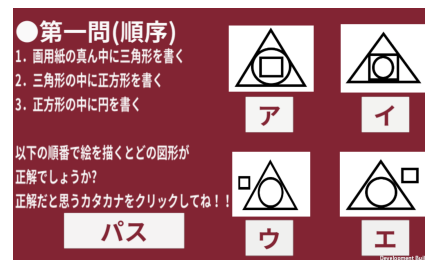 ●第一問(順序)
1. 画用紙の真ん中に三角形を書く
2. 三角形の中に正方形を書く
3. 正方形の中に円を書く
以下の順番で絵を描くとどの図形が
正解でしょうか?
正解だと思うカタカナをクリックしてね！！
パス
ア
イ
ウ
エ
Development Buil